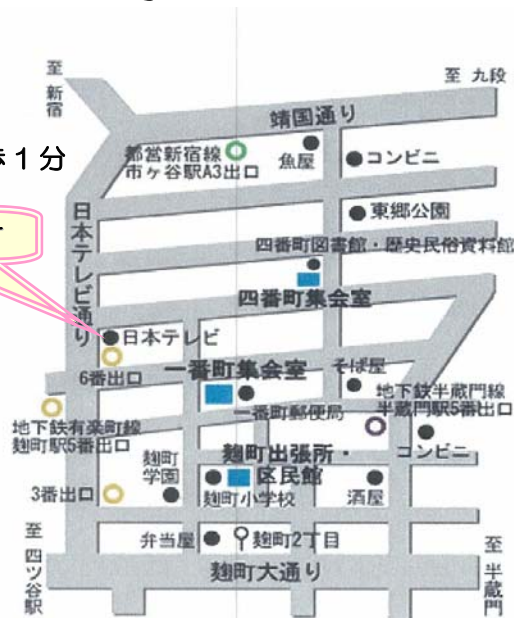 至 新宿
至 九段
靖国通り
歩1分
都営新宿線
市ヶ谷駅A3出口
魚屋
コンビニ
日本テレビ通り
東郷公園
四番町図書館・歴史民俗資料館
四番町集会室
日本テレビ
6番出口
一番町集会室
そば屋
地下鉄半蔵門線
半蔵門駅5番出口
一番町郵便局
地下鉄有楽町線
麹町駅5番出口
コンビニ
麹町
学園
麹町出張所・
区民館
3番出口
麹町小学校
酒屋
至 四ツ谷駅
弁当屋
麹町2丁目
至 半蔵門
麹町大通り